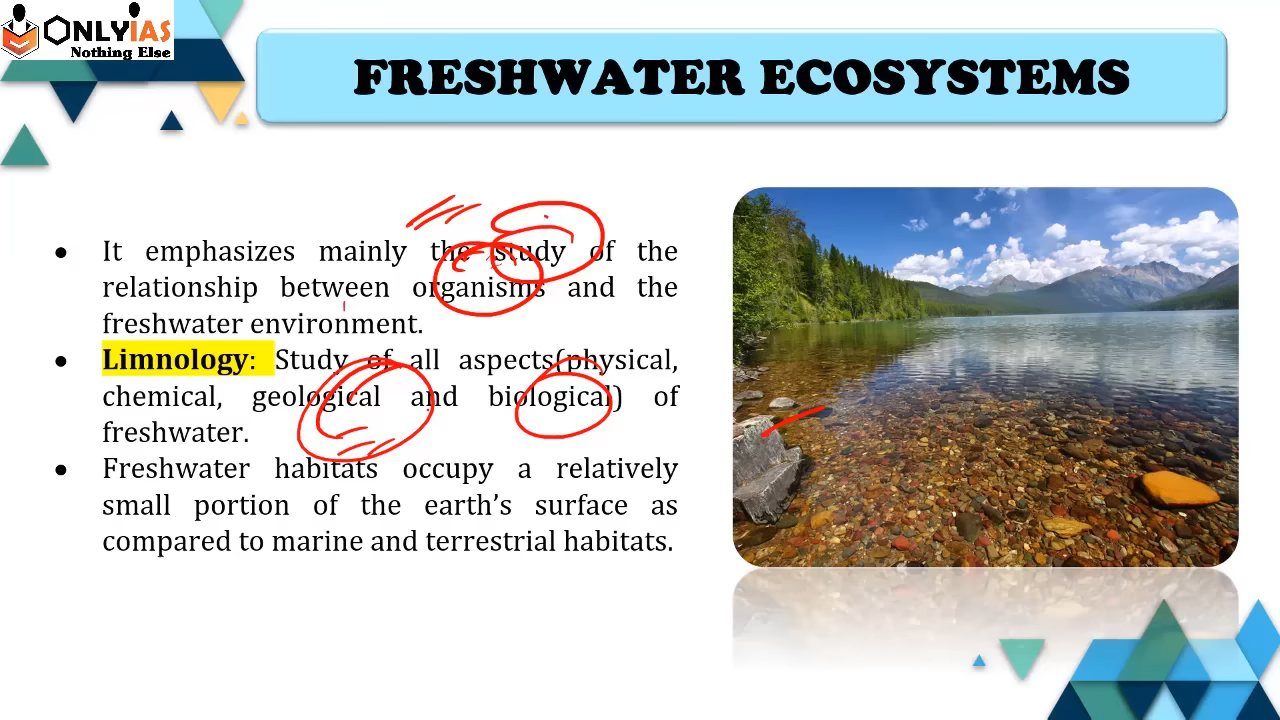 ONLYIAS
Nothing Else
FRESHWATER ECOSYSTEMS
• It emphasizes mainly the study of the
relationship between organisms and the
freshwater environment.
• Limnology: Study of all aspects(physical,
chemical, geological and biological) of
freshwater.
• Freshwater habitats occupy a relatively
small portion of the earth’s surface as
compared to marine and terrestrial habitats.